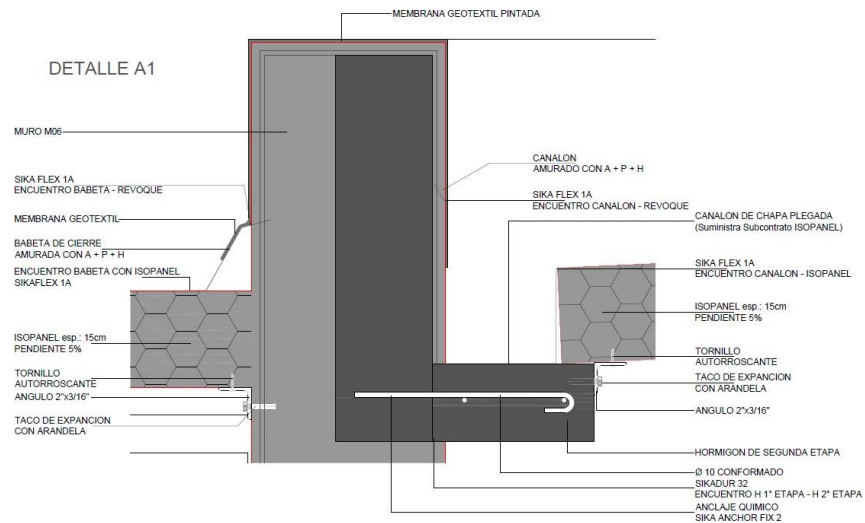 MEMBRANA GEOTEXTIL PINTADA
DETALLE A1
MURO M06
SIKA FLEX 1A
ENCUENTRO BABETA - REVOQUE
MEMBRANA GEOTEXTIL
BABETA DE CIERRE
AMURADA CON A + P + H
ENCUENTRO BABETA CON ISOPANEL
SIKAFLEX 1A
ISOPANEL esp.: 15cm
PENDIENTE 5%
TORNILLO
AUTORROSCANTE
ANGULO 2"x3/16"
TACO DE EXPANCION
CON ARANDELA
CANALON
AMURADO CON A + P + H
SIKA FLEX 1A
ENCUENTRO CANALON - REVOQUE
CANALON DE CHAPA PLEGADA
(Suministra Subcontrato ISOPANEL)
SIKA FLEX 1A
ENCUENTRO CANALON - ISOPANEL
ISOPANEL esp.: 15cm
PENDIENTE 5%
TORNILLO
AUTORROSCANTE
TACO DE EXPANCION
CON ARANDELA
ANGULO 2"x3/16"
HORMIGON DE SEGUNDA ETAPA
Ø 10 CONFORMADO
SIKADUR 32
ENCUENTRO H 1° ETAPA - H 2° ETAPA
ANCLAJE QUIMICO
SIKA ANCHOR FIX 2